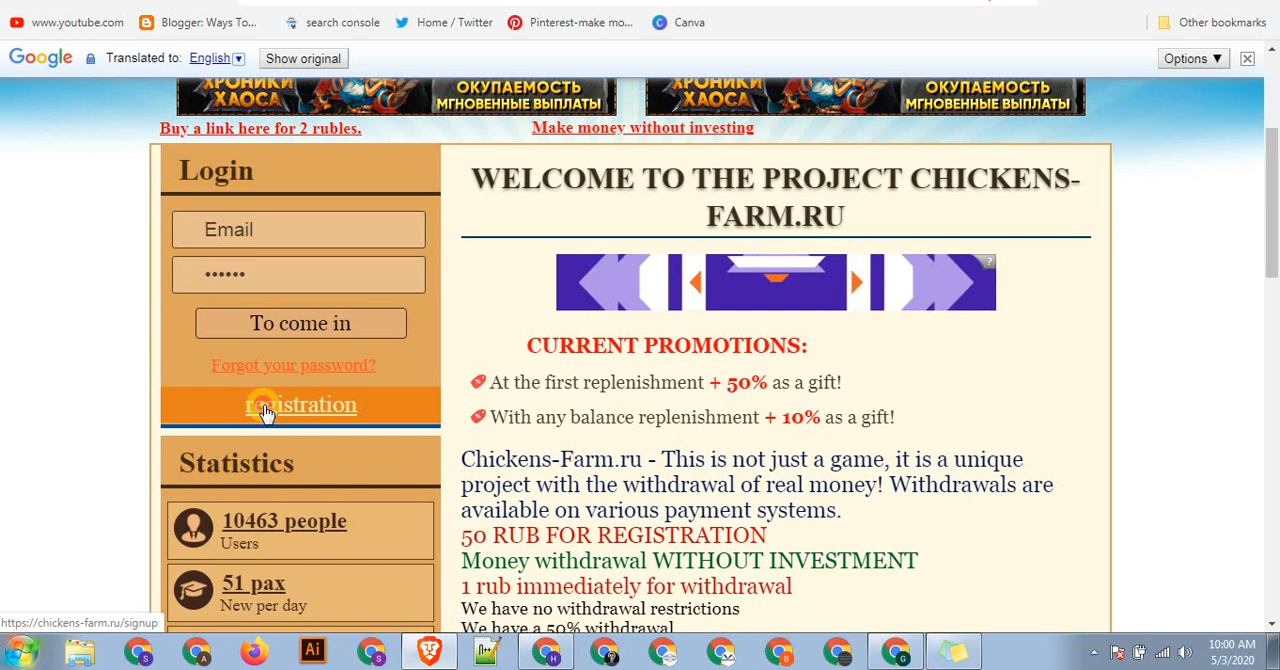 www.youtube.com Blogger: Ways To... search console Home / Twitter Pinterest-make mo... Canva Other bookmarks
Google Translated to: English Show original Options ▼
ХРОНИКИ ХАОСА ОКУПАЕМОСТЬ МГНОВЕННЫЕ ВЫПЛАТЫ
ХРОНИКИ ХАОСА ОКУПАЕМОСТЬ МГНОВЕННЫЕ ВЫПЛАТЫ
Buy a link here for 2 rubles. Make money without investing
Login
Email
••••••
To come in
Forgot your password?
registration
Statistics
10463 people
Users
51 pax
New per day
WELCOME TO THE PROJECT CHICKENS-
FARM.RU
?
CURRENT PROMOTIONS:
At the first replenishment + 50% as a gift!
With any balance replenishment + 10% as a gift!
Chickens-Farm.ru - This is not just a game, it is a unique
project with the withdrawal of real money! Withdrawals are
available on various payment systems.
50 RUB FOR REGISTRATION
Money withdrawal WITHOUT INVESTMENT
1 rub immediately for withdrawal
We have no withdrawal restrictions
We have a 50% withdrawal
https://chickens-farm.ru/signup
S A Ai S H ? B G
10:00 AM
5/3/2020